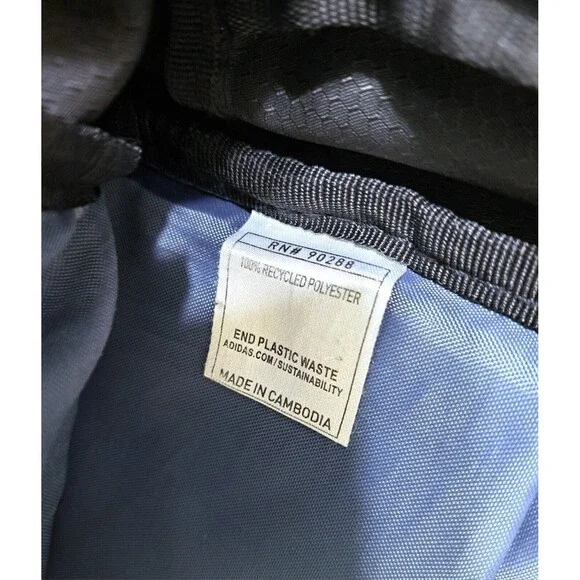 RN# 90288
100% RECYCLED POLYESTER
END PLASTIC WASTE
ADIDAS.COM/SUSTAINABILITY
MADE IN CAMBODIA